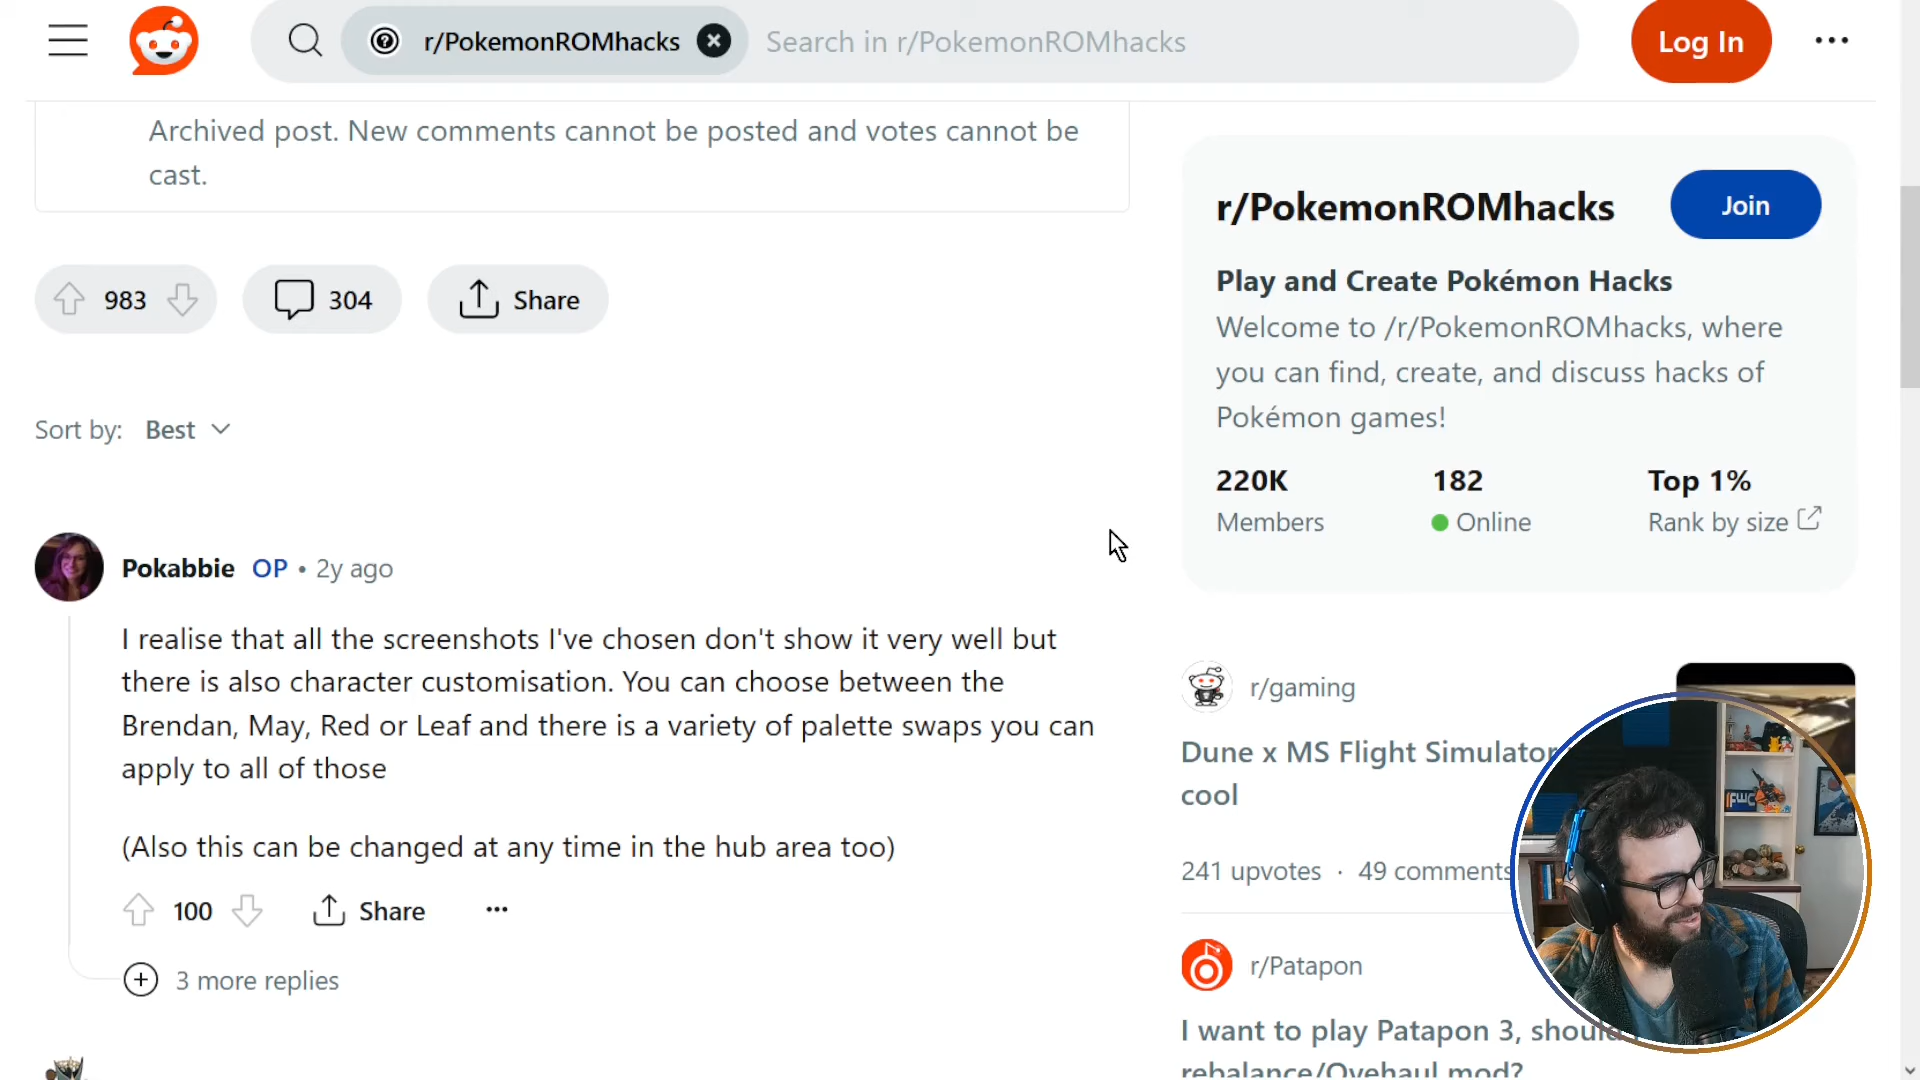 r/PokemonROMhacks
Search in r/PokemonROMhacks
Log In
Archived post. New comments cannot be posted and votes cannot be
cast.
983
304
Share
Sort by: Best
Pokabbie OP • 2y ago
I realise that all the screenshots I've chosen don't show it very well but
there is also character customisation. You can choose between the
Brendan, May, Red or Leaf and there is a variety of palette swaps you can
apply to all of those
(Also this can be changed at any time in the hub area too)
100
Share
3 more replies
r/PokemonROMhacks
Join
Play and Create Pokémon Hacks
Welcome to /r/PokemonROMhacks, where
you can find, create, and discuss hacks of
Pokémon games!
220K
Members
182
Online
Top 1%
Rank by size
r/gaming
Dune x MS Flight Simulator
cool
241 upvotes · 49 comments
r/Patapon
I want to play Patapon 3, should
rebalance/Ovehaul mod?